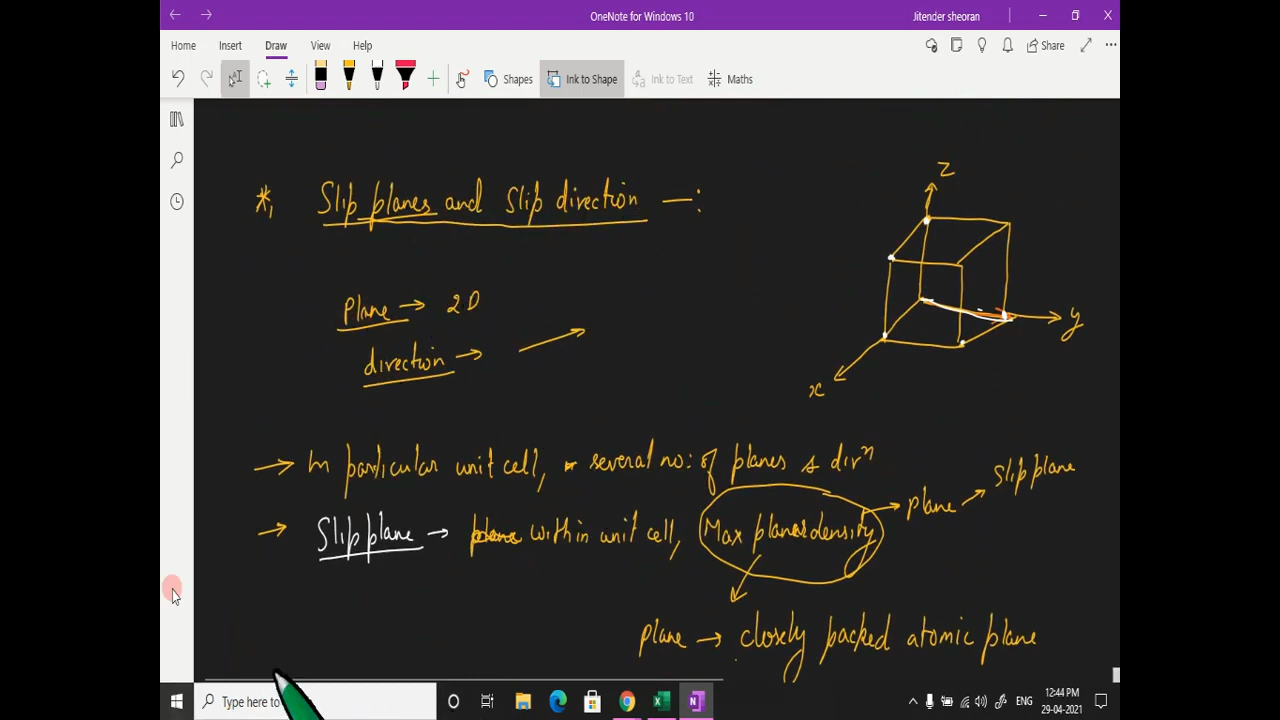 OneNote for Windows 10
Jitender sheoran
Home Insert Draw View Help
Share
Shapes
Ink to Shape
Ink to Text
Maths
*, Slip planes and Slip direction —:
z
y
x
plane → 2D
direction →
→ In particular unit cell, several no: of planes & dirⁿ
→ Slip plane → plane within unit cell, Max planar density → plane → slip plane
plane → closely packed atomic plane
Type here to
ENG
12:44 PM
29-04-2021